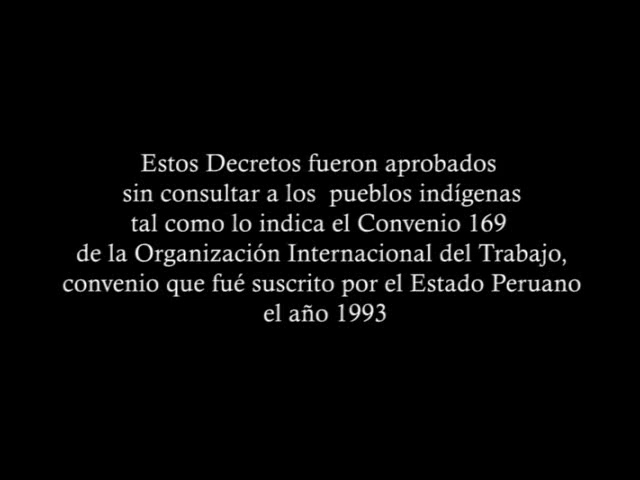 Estos Decretos fueron aprobados
sin consultar a los  pueblos indígenas
tal como lo indica el Convenio 169
de la Organización Internacional del Trabajo,
convenio que fué suscrito por el Estado Peruano
el año 1993